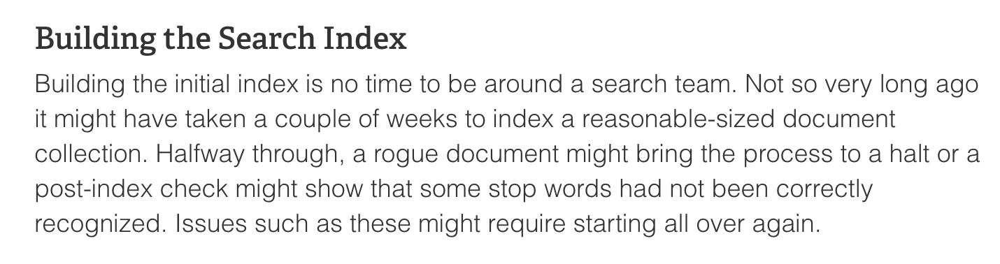 Building the Search Index
Building the initial index is no time to be around a search team. Not so very long ago
it might have taken a couple of weeks to index a reasonable-sized document
collection. Halfway through, a rogue document might bring the process to a halt or a
post-index check might show that some stop words had not been correctly
recognized. Issues such as these might require starting all over again.